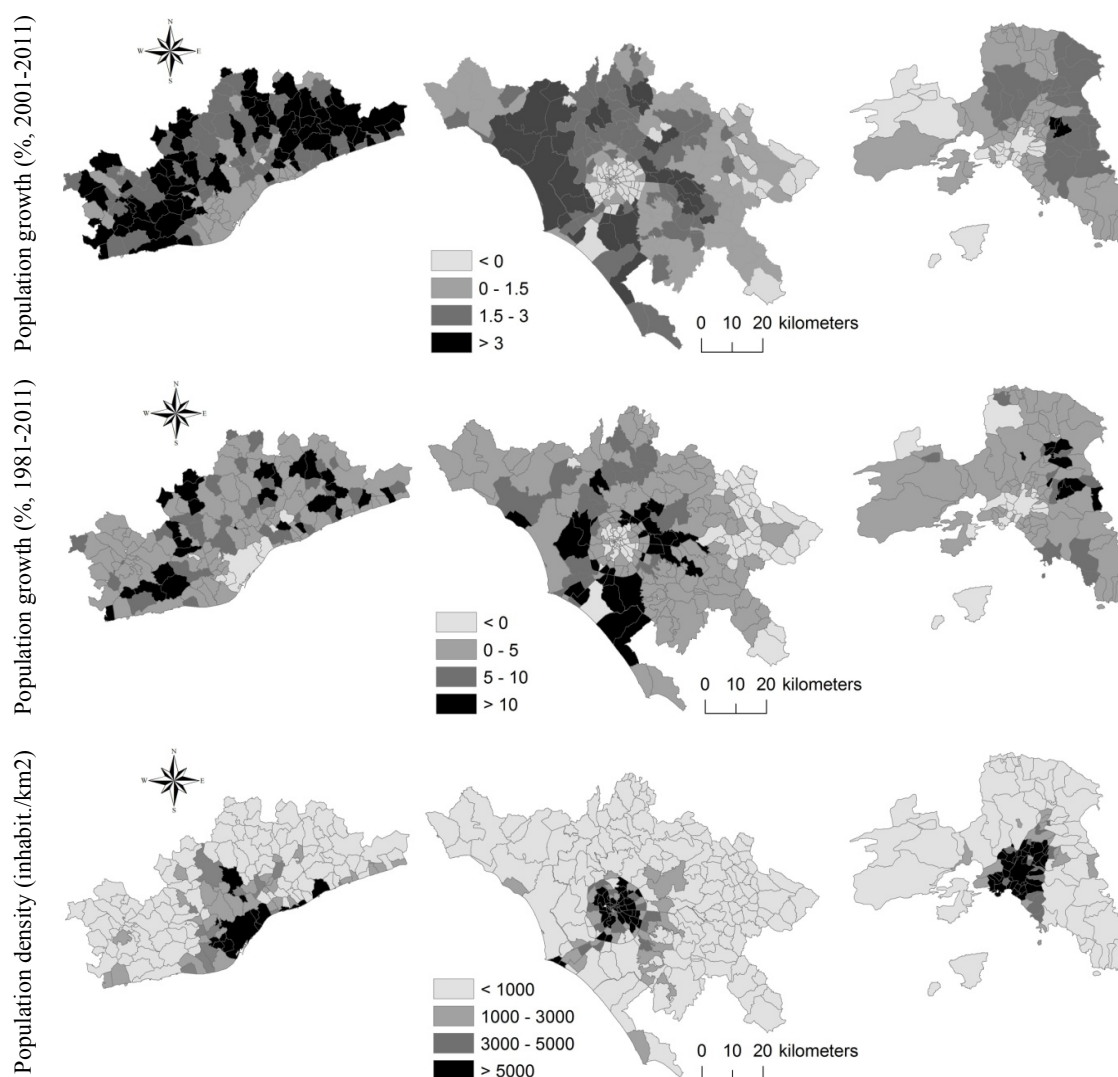 Population growth (%, 2001-2011)
N
W E
S
< 0
0 - 1.5
1.5 - 3
> 3
0 10 20 kilometers
Population growth (%, 1981-2011)
N
W E
S
< 0
0 - 5
5 - 10
> 10
0 10 20 kilometers
Population density (inhabit./km2)
N
W E
S
< 1000
1000 - 3000
3000 - 5000
> 5000
0 10 20 kilometers